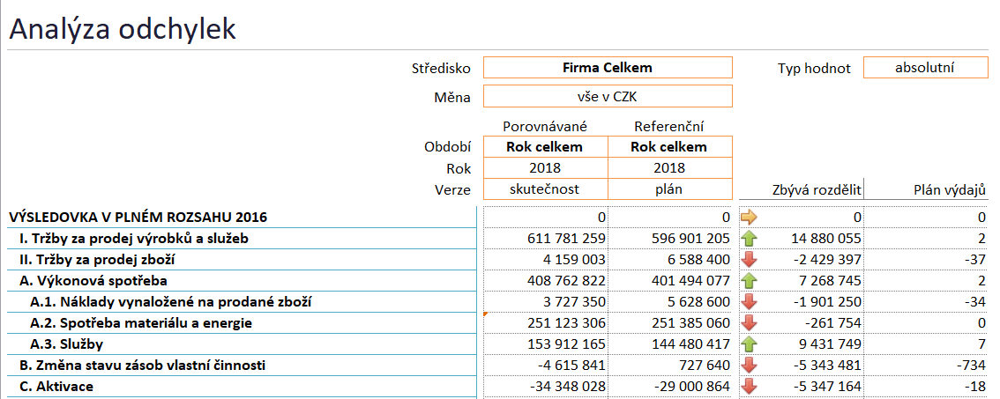 Analýza odchylek
Středisko Firma Celkem Typ hodnot absolutní
Měna vše v CZK
Porovnávané Referenční
Období Rok celkem Rok celkem
Rok 2018 2018
Verze skutečnost plán Zbývá rozdělit Plán výdajů
VÝSLEDOVKA V PLNÉM ROZSAHU 2016 0 0 0 0
I. Tržby za prodej výrobků a služeb 611 781 259 596 901 205 14 880 055 2
II. Tržby za prodej zboží 4 159 003 6 588 400 -2 429 397 -37
A. Výkonová spotřeba 408 762 822 401 494 077 7 268 745 2
A.1. Náklady vynaložené na prodané zboží 3 727 350 5 628 600 -1 901 250 -34
A.2. Spotřeba materiálu a energie 251 123 306 251 385 060 -261 754 0
A.3. Služby 153 912 165 144 480 417 9 431 749 7
B. Změna stavu zásob vlastní činnosti -4 615 841 727 640 -5 343 481 -734
C. Aktivace -34 348 028 -29 000 864 -5 347 164 -18